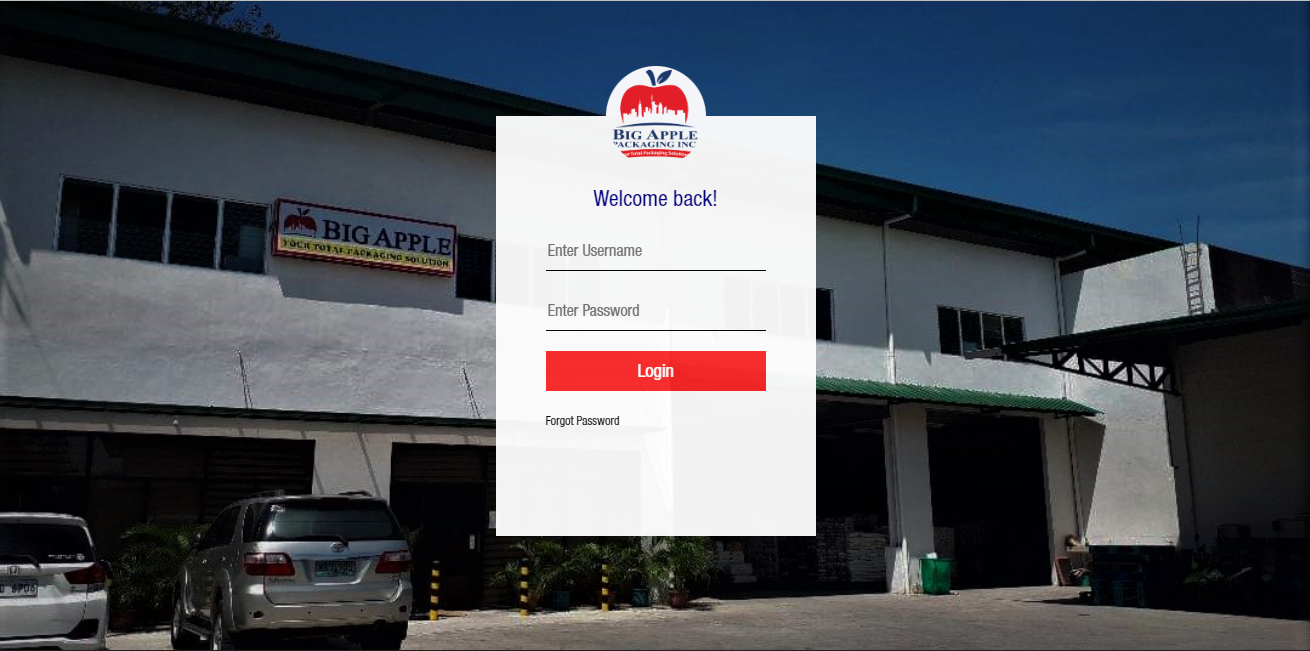 BIG APPLE
PACKAGING INC
Your Total Packaging Solution
Welcome back!
Enter Username
Enter Password
Login
Forgot Password
BIG APPLE
YOUR TOTAL PACKAGING SOLUTION